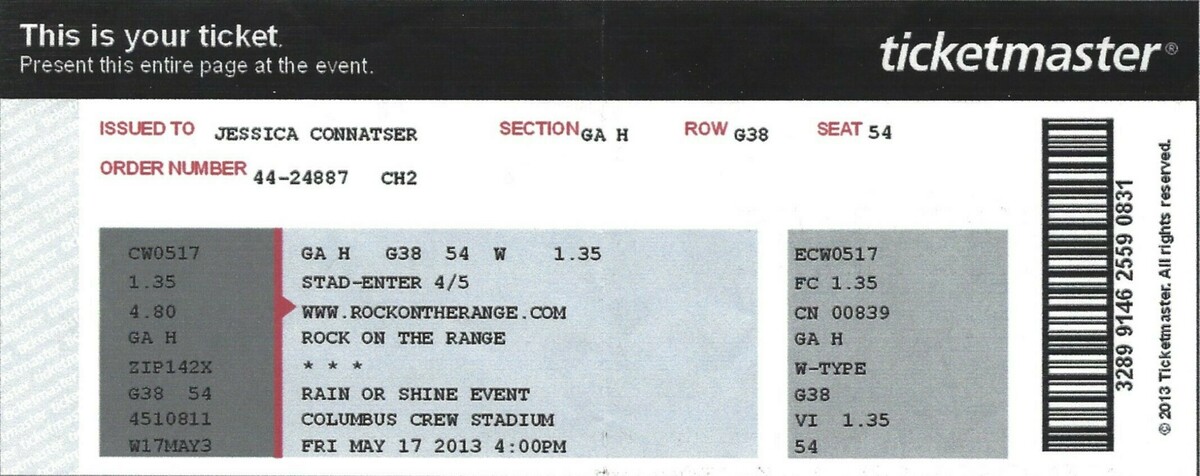 This is your ticket.
Present this entire page at the event.
ticketmaster®
ISSUED TO JESSICA CONNATSER SECTION GA H ROW G38 SEAT 54
ORDER NUMBER 44-24887 CH2
CW0517
1.35
4.80
GA H
ZIP142X
G38 54
4510811
W17MAY3
GA H G38 54 W 1.35
STAD-ENTER 4/5
WWW.ROCKONTHERANGE.COM
ROCK ON THE RANGE
* * *
RAIN OR SHINE EVENT
COLUMBUS CREW STADIUM
FRI MAY 17 2013 4:00PM
ECW0517
FC 1.35
CN 00839
GA H
W-TYPE
G38
VI 1.35
54
3289 9146 2559 0831
© 2013 Ticketmaster. All rights reserved.